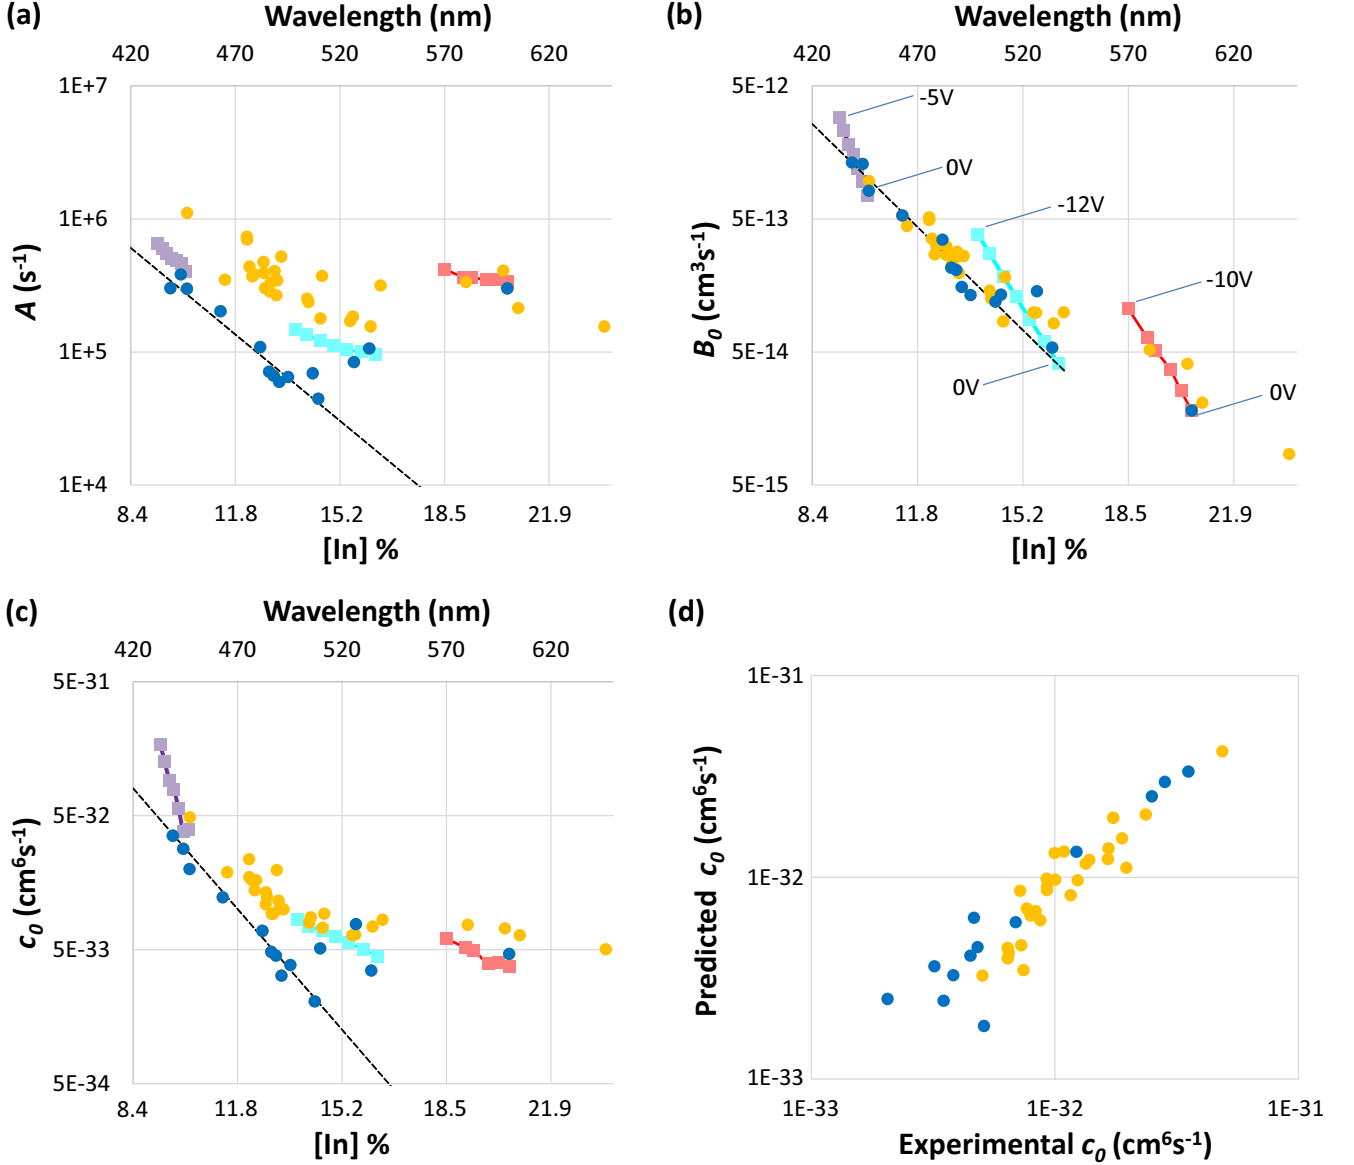 (a)
Wavelength (nm)
420 470 520 570 620
1E+7
1E+6
1E+5
1E+4
A (s⁻¹)
8.4 11.8 15.2 18.5 21.9
[In] %
(b)
Wavelength (nm)
420 470 520 570 620
5E-12
5E-13
5E-14
5E-15
B₀ (cm³s⁻¹)
-5V
0V
-12V
0V
-10V
0V
8.4 11.8 15.2 18.5 21.9
[In] %
(c)
Wavelength (nm)
420 470 520 570 620
5E-31
5E-32
5E-33
5E-34
c₀ (cm⁶s⁻¹)
8.4 11.8 15.2 18.5 21.9
[In] %
(d)
1E-31
1E-32
1E-33
Predicted c₀ (cm⁶s⁻¹)
1E-33 1E-32 1E-31
Experimental c₀ (cm⁶s⁻¹)